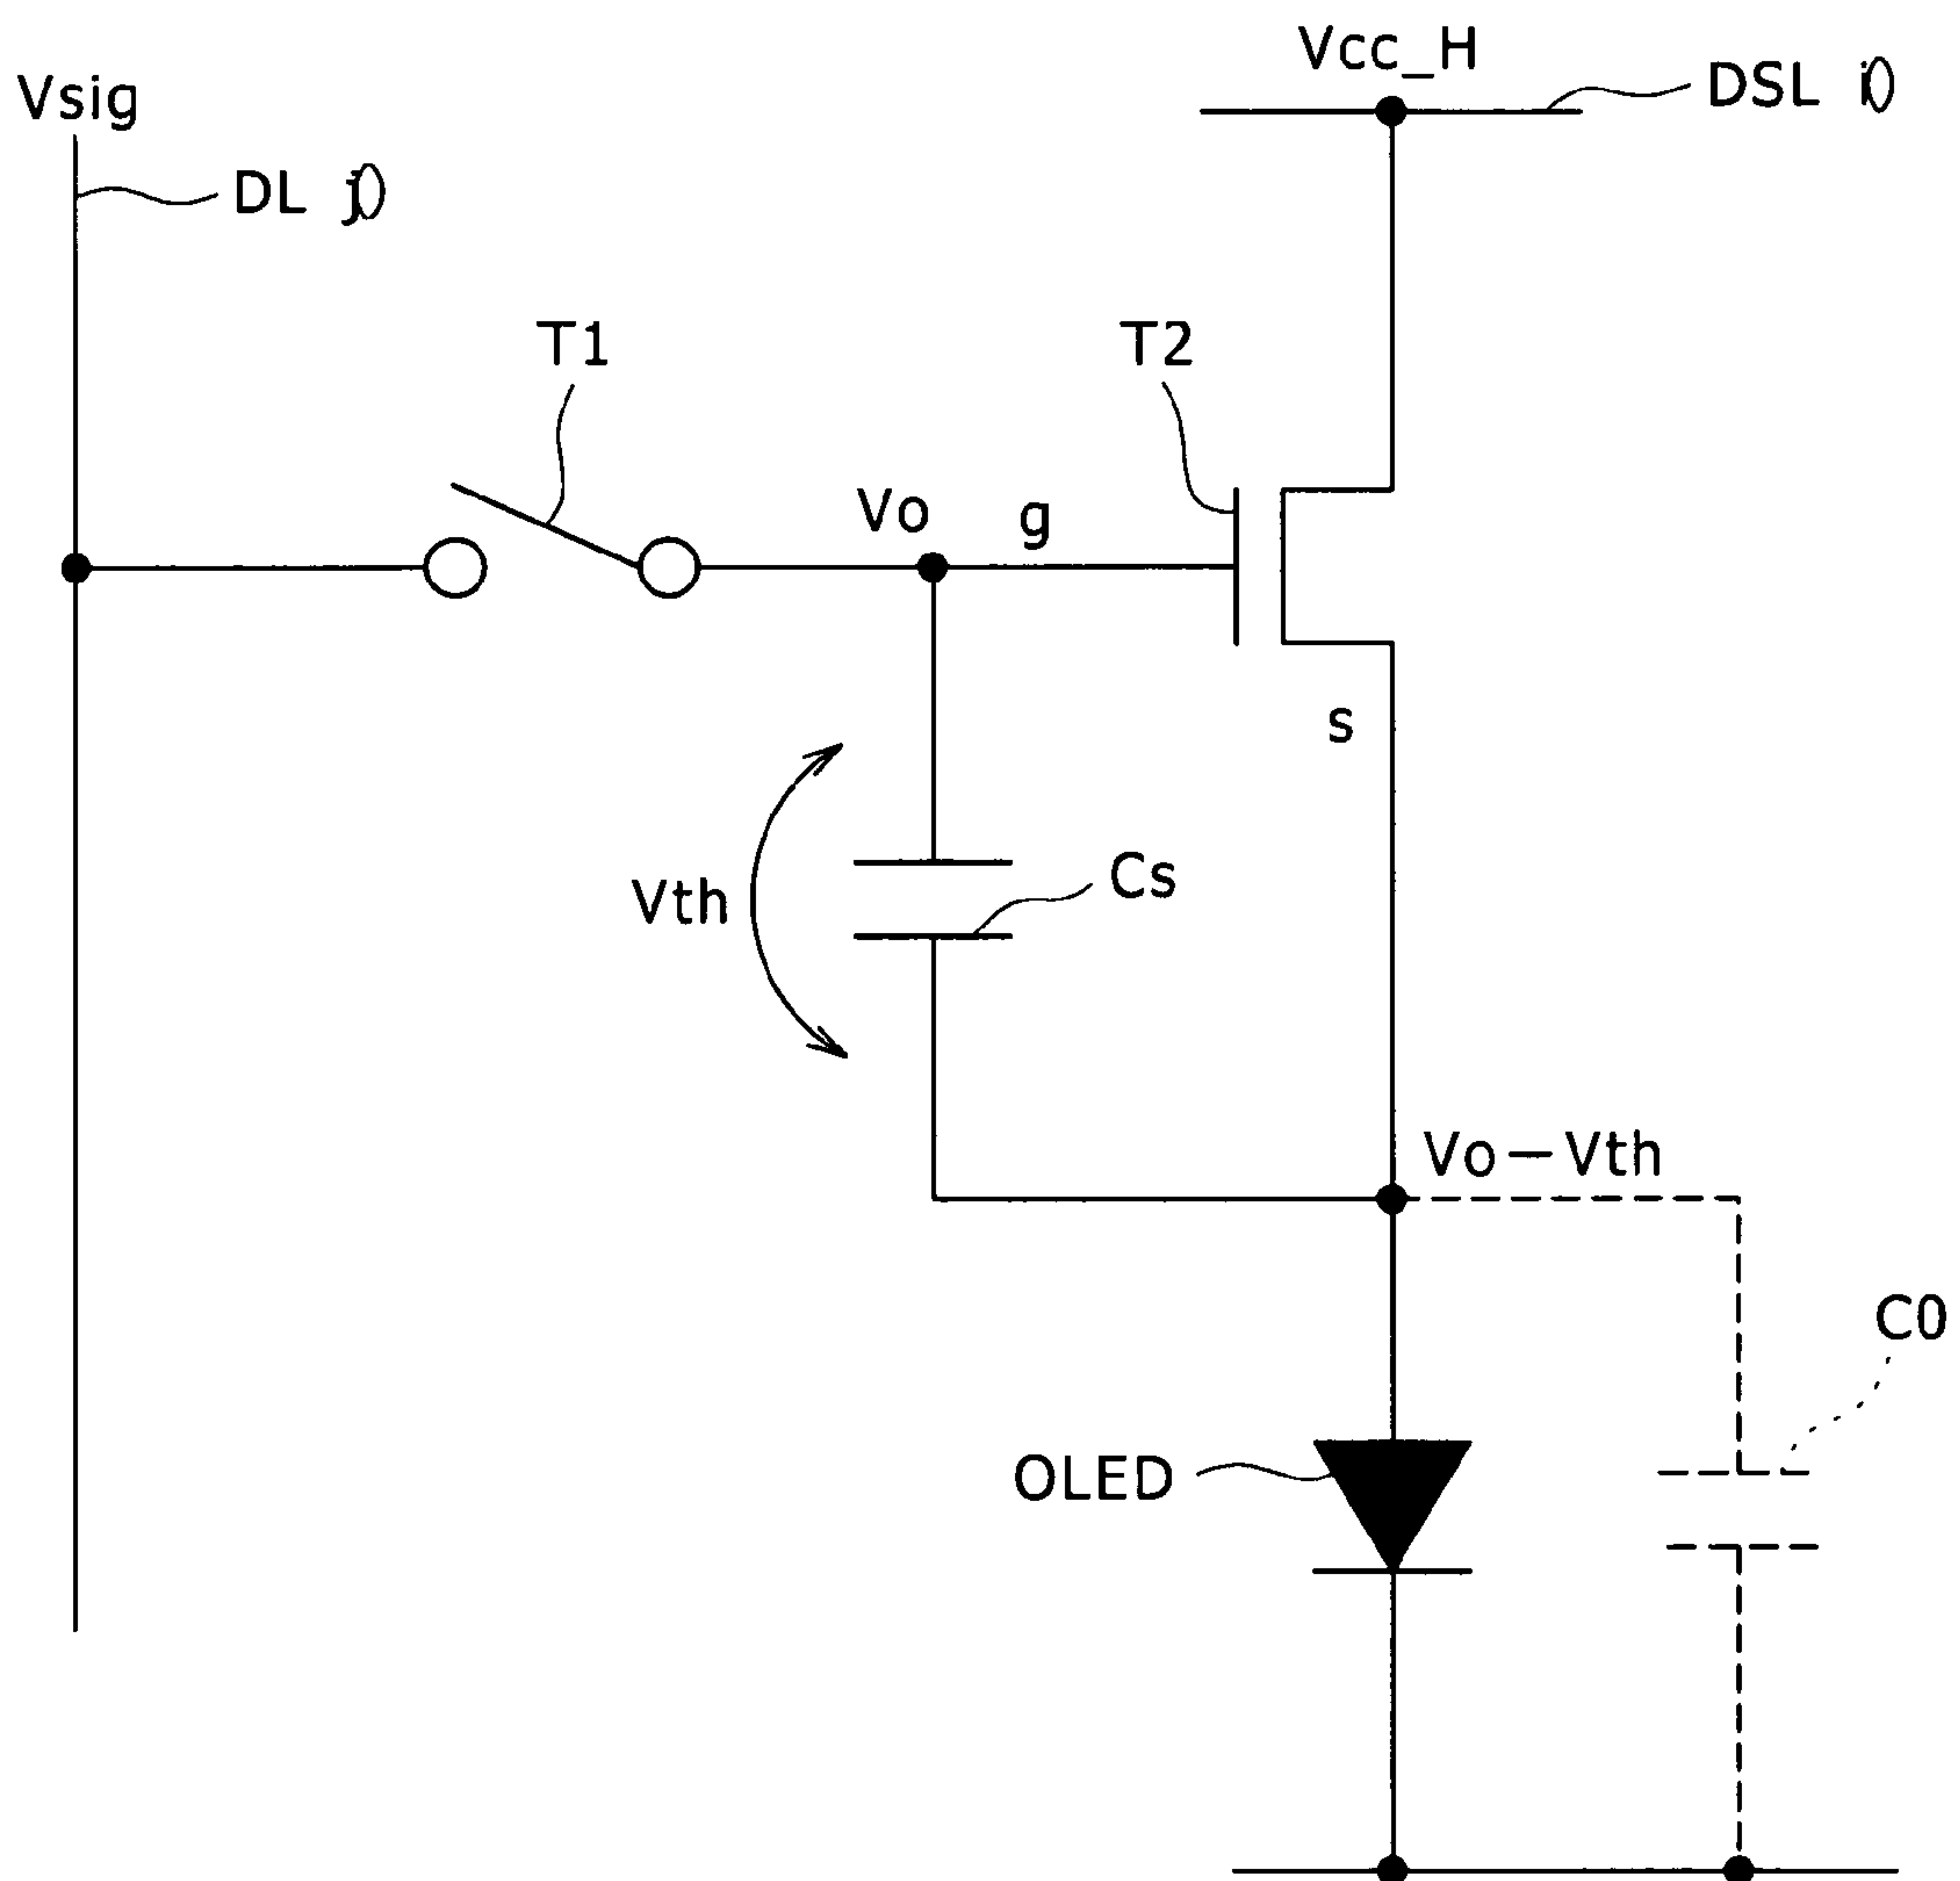 Vcc_H
DSL i()
Vsig
DL j()
T1
T2
Vo
g
s
Vth
Cs
Vo—Vth
C0
OLED